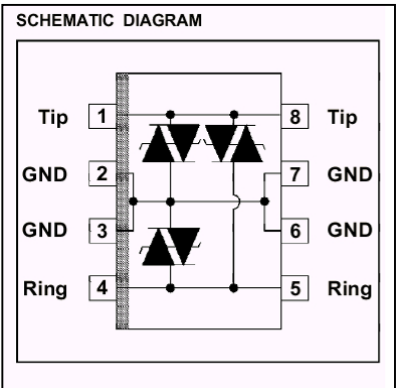 SCHEMATIC DIAGRAM
Tip 1 8 Tip
GND 2 7 GND
GND 3 6 GND
Ring 4 5 Ring